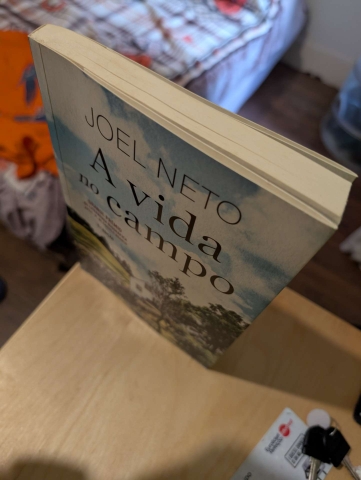 JOEL NETO
A vida
no campo